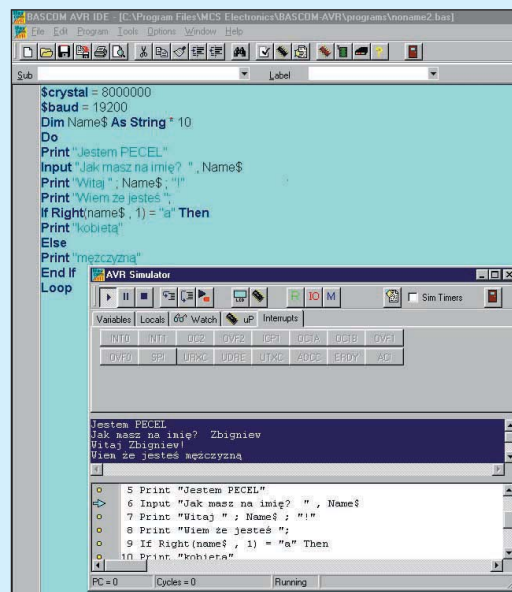 BASCOM AVR IDE - [C:\Program Files\MCS Electronics\BASCOM-AVR\programs\noname2.bas]
File Edit Program Tools Options Window Help
Sub Label
$crystal = 8000000
$baud = 19200
Dim Name$ As String * 10
Do
Print "Jestem PECEL"
Input "Jak masz na imię? " , Name$
Print "Witaj " ; Name$ ; "!"
Print "Wiem że jesteś ";
If Right(name$ , 1) = "a" Then
Print "kobietą"
Else
Print "mężczyzną"
End If
Loop
AVR Simulator
R IO M Sim Timers
Variables Locals Watch uP Interrupts
INT0 INT1 OC2 OVF2 ICP1 OC1A OC1B OVF1
OVF0 SPI URXC UDRE UTXC ADCC ERDY ACI
Jestem PECEL
Jak masz na imię? Zbigniew
Witaj Zbigniew!
Wiem że jesteś mężczyzną
5 Print "Jestem PECEL"
6 Input "Jak masz na imię? " , Name$
7 Print "Witaj " ; Name$ ; "!"
8 Print "Wiem że jesteś ";
9 If Right(name$ , 1) = "a" Then
10 Print "kobietą"
PC = 0 Cycles = 0 Running